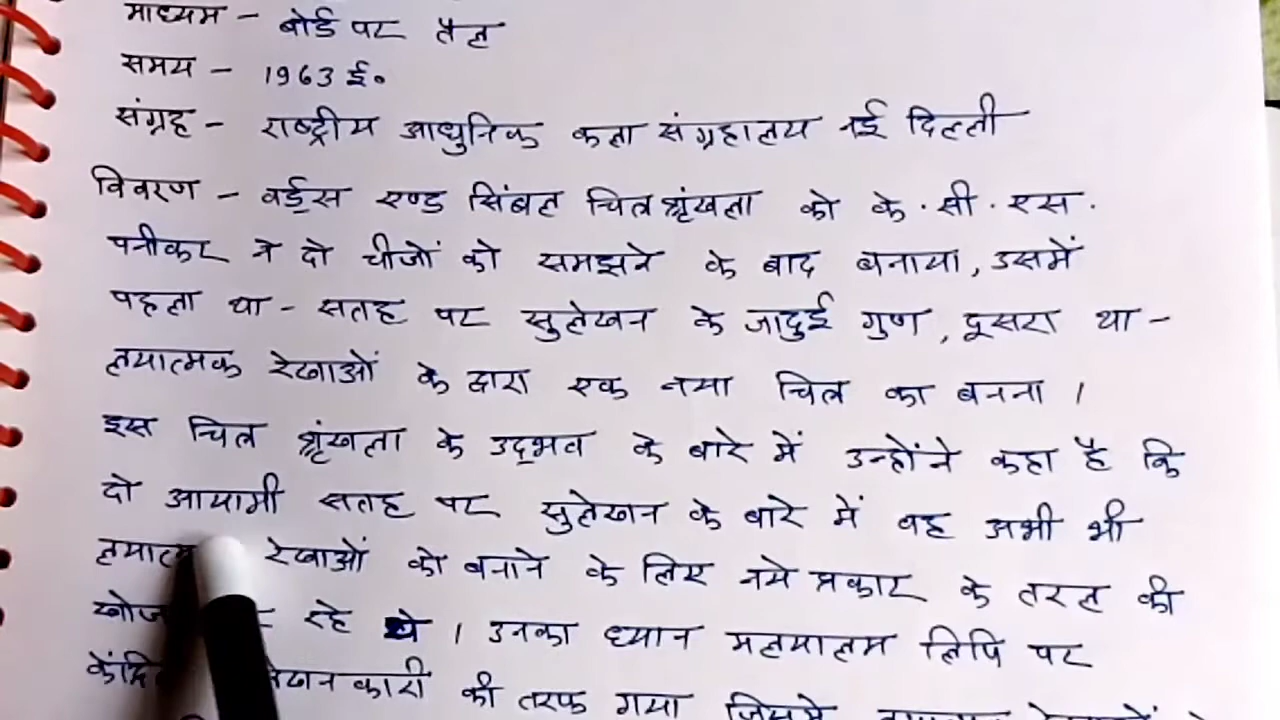 माध्यम - बोर्ड पर तैल
समय - 1963 ई०
संग्रह - राष्ट्रीय आधुनिक कला संग्रहालय नई दिल्ली
विवरण - वर्ड्स एण्ड सिंबल चित्र श्रृंखला को के.सी.एस.
पनीकर ने दो चीजों को समझने के बाद बनाया, उसमें
पहला था - सतह पर सुलेखन के जादुई गुण, दूसरा था -
लयात्मक रेखाओं के द्वारा एक नया चित्र का बनना ।
इस चित्र श्रृंखला के उद्भव के बारे में उन्होंने कहा है कि
दो आयामी सतह पर सुलेखन के बारे में वह अभी भी
रेखाओं को बनाने के लिए नये प्रकार के तरल की
रहे थे । उनका ध्यान मलयालम लिपि पर
की तरफ गया